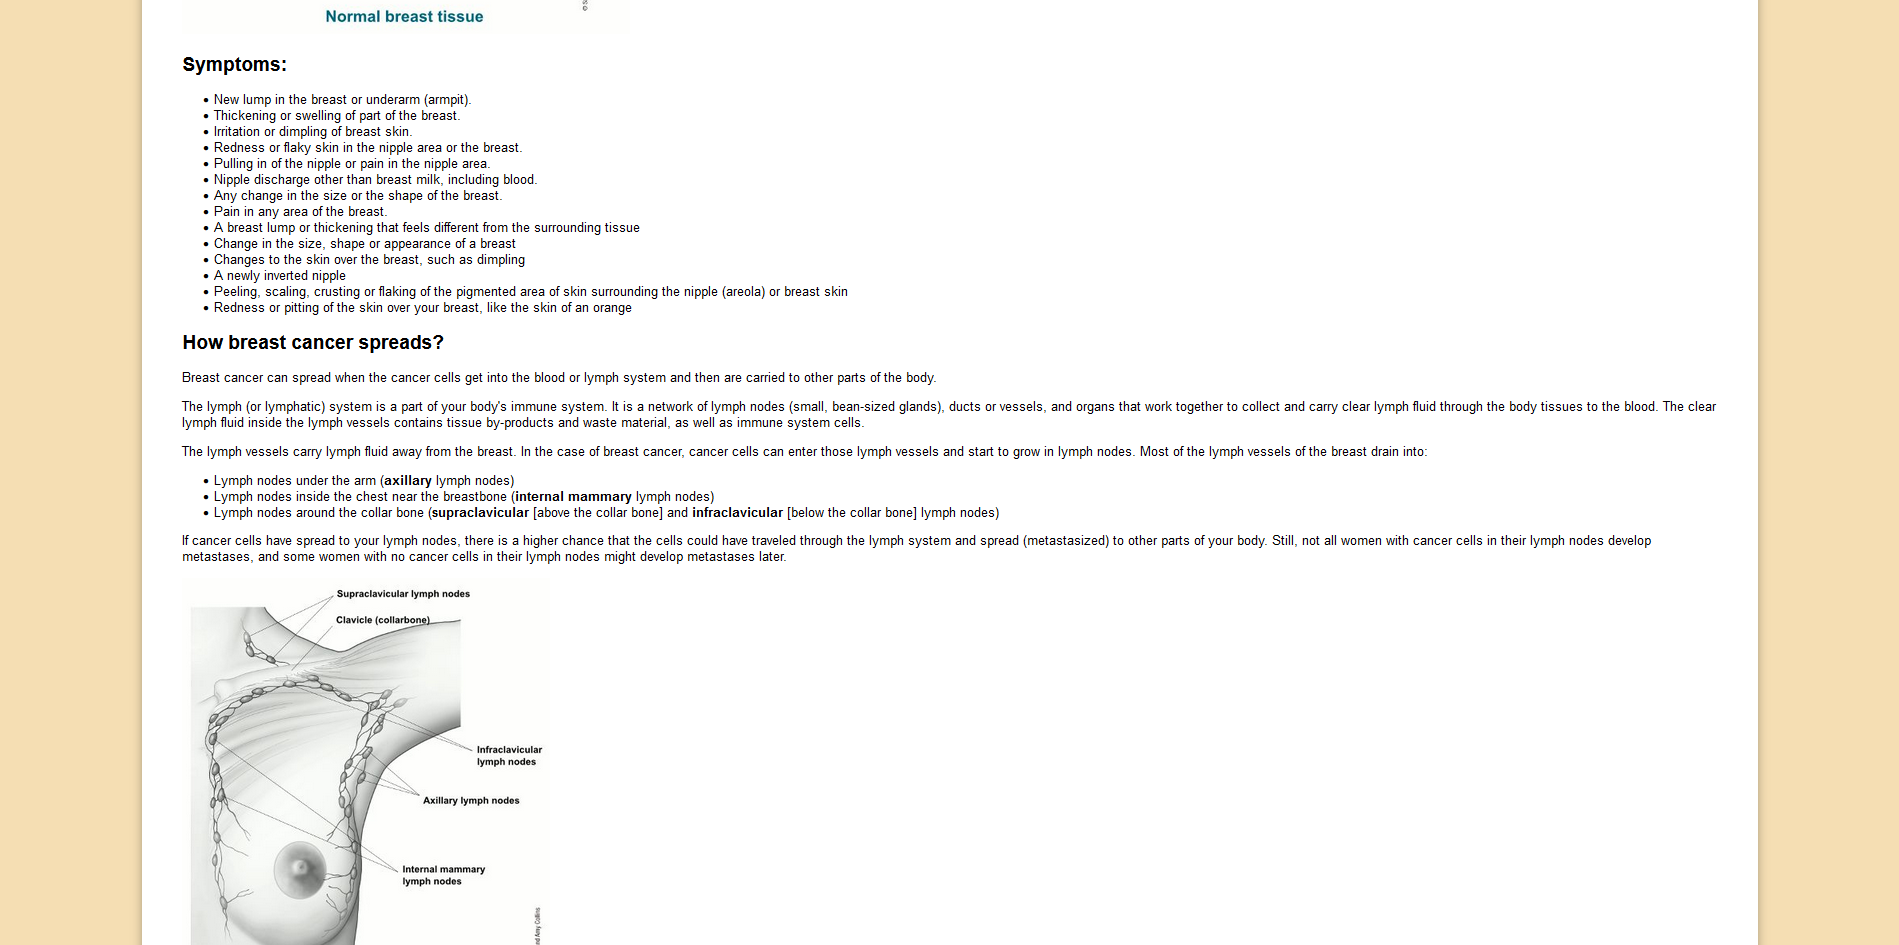 Normal breast tissue
Symptoms:
New lump in the breast or underarm (armpit).
Thickening or swelling of part of the breast.
Irritation or dimpling of breast skin.
Redness or flaky skin in the nipple area or the breast.
Pulling in of the nipple or pain in the nipple area.
Nipple discharge other than breast milk, including blood.
Any change in the size or the shape of the breast.
Pain in any area of the breast.
A breast lump or thickening that feels different from the surrounding tissue
Change in the size, shape or appearance of a breast
Changes to the skin over the breast, such as dimpling
A newly inverted nipple
Peeling, scaling, crusting or flaking of the pigmented area of skin surrounding the nipple (areola) or breast skin
Redness or pitting of the skin over your breast, like the skin of an orange
How breast cancer spreads?
Breast cancer can spread when the cancer cells get into the blood or lymph system and then are carried to other parts of the body.
The lymph (or lymphatic) system is a part of your body's immune system. It is a network of lymph nodes (small, bean-sized glands), ducts or vessels, and organs that work together to collect and carry clear lymph fluid through the body tissues to the blood. The clear
lymph fluid inside the lymph vessels contains tissue by-products and waste material, as well as immune system cells.
The lymph vessels carry lymph fluid away from the breast. In the case of breast cancer, cancer cells can enter those lymph vessels and start to grow in lymph nodes. Most of the lymph vessels of the breast drain into:
Lymph nodes under the arm (axillary lymph nodes)
Lymph nodes inside the chest near the breastbone (internal mammary lymph nodes)
Lymph nodes around the collar bone (supraclavicular [above the collar bone] and infraclavicular [below the collar bone] lymph nodes)
If cancer cells have spread to your lymph nodes, there is a higher chance that the cells could have traveled through the lymph system and spread (metastasized) to other parts of your body. Still, not all women with cancer cells in their lymph nodes develop
metastases, and some women with no cancer cells in their lymph nodes might develop metastases later.
Supraclavicular lymph nodes
Clavicle (collarbone)
Infraclavicular
lymph nodes
Axillary lymph nodes
Internal mammary
lymph nodes
Amy Collins